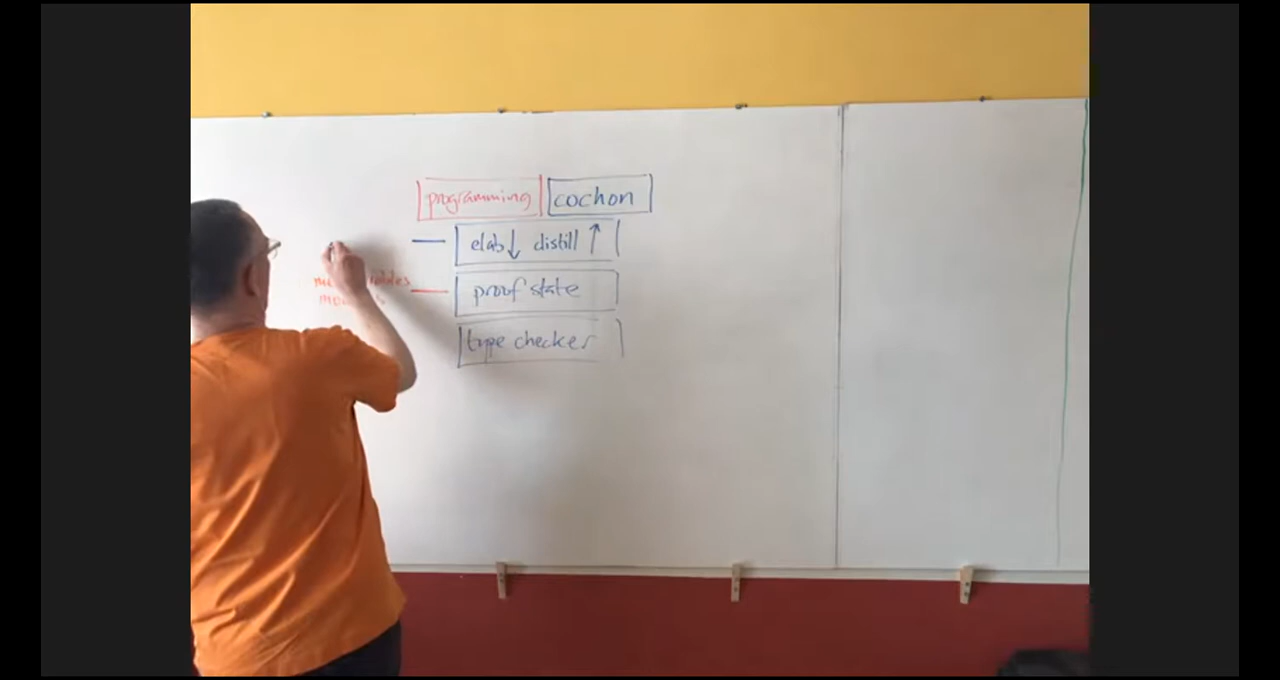 programming cochon
elab↓ distill ↑
proof state
type checker